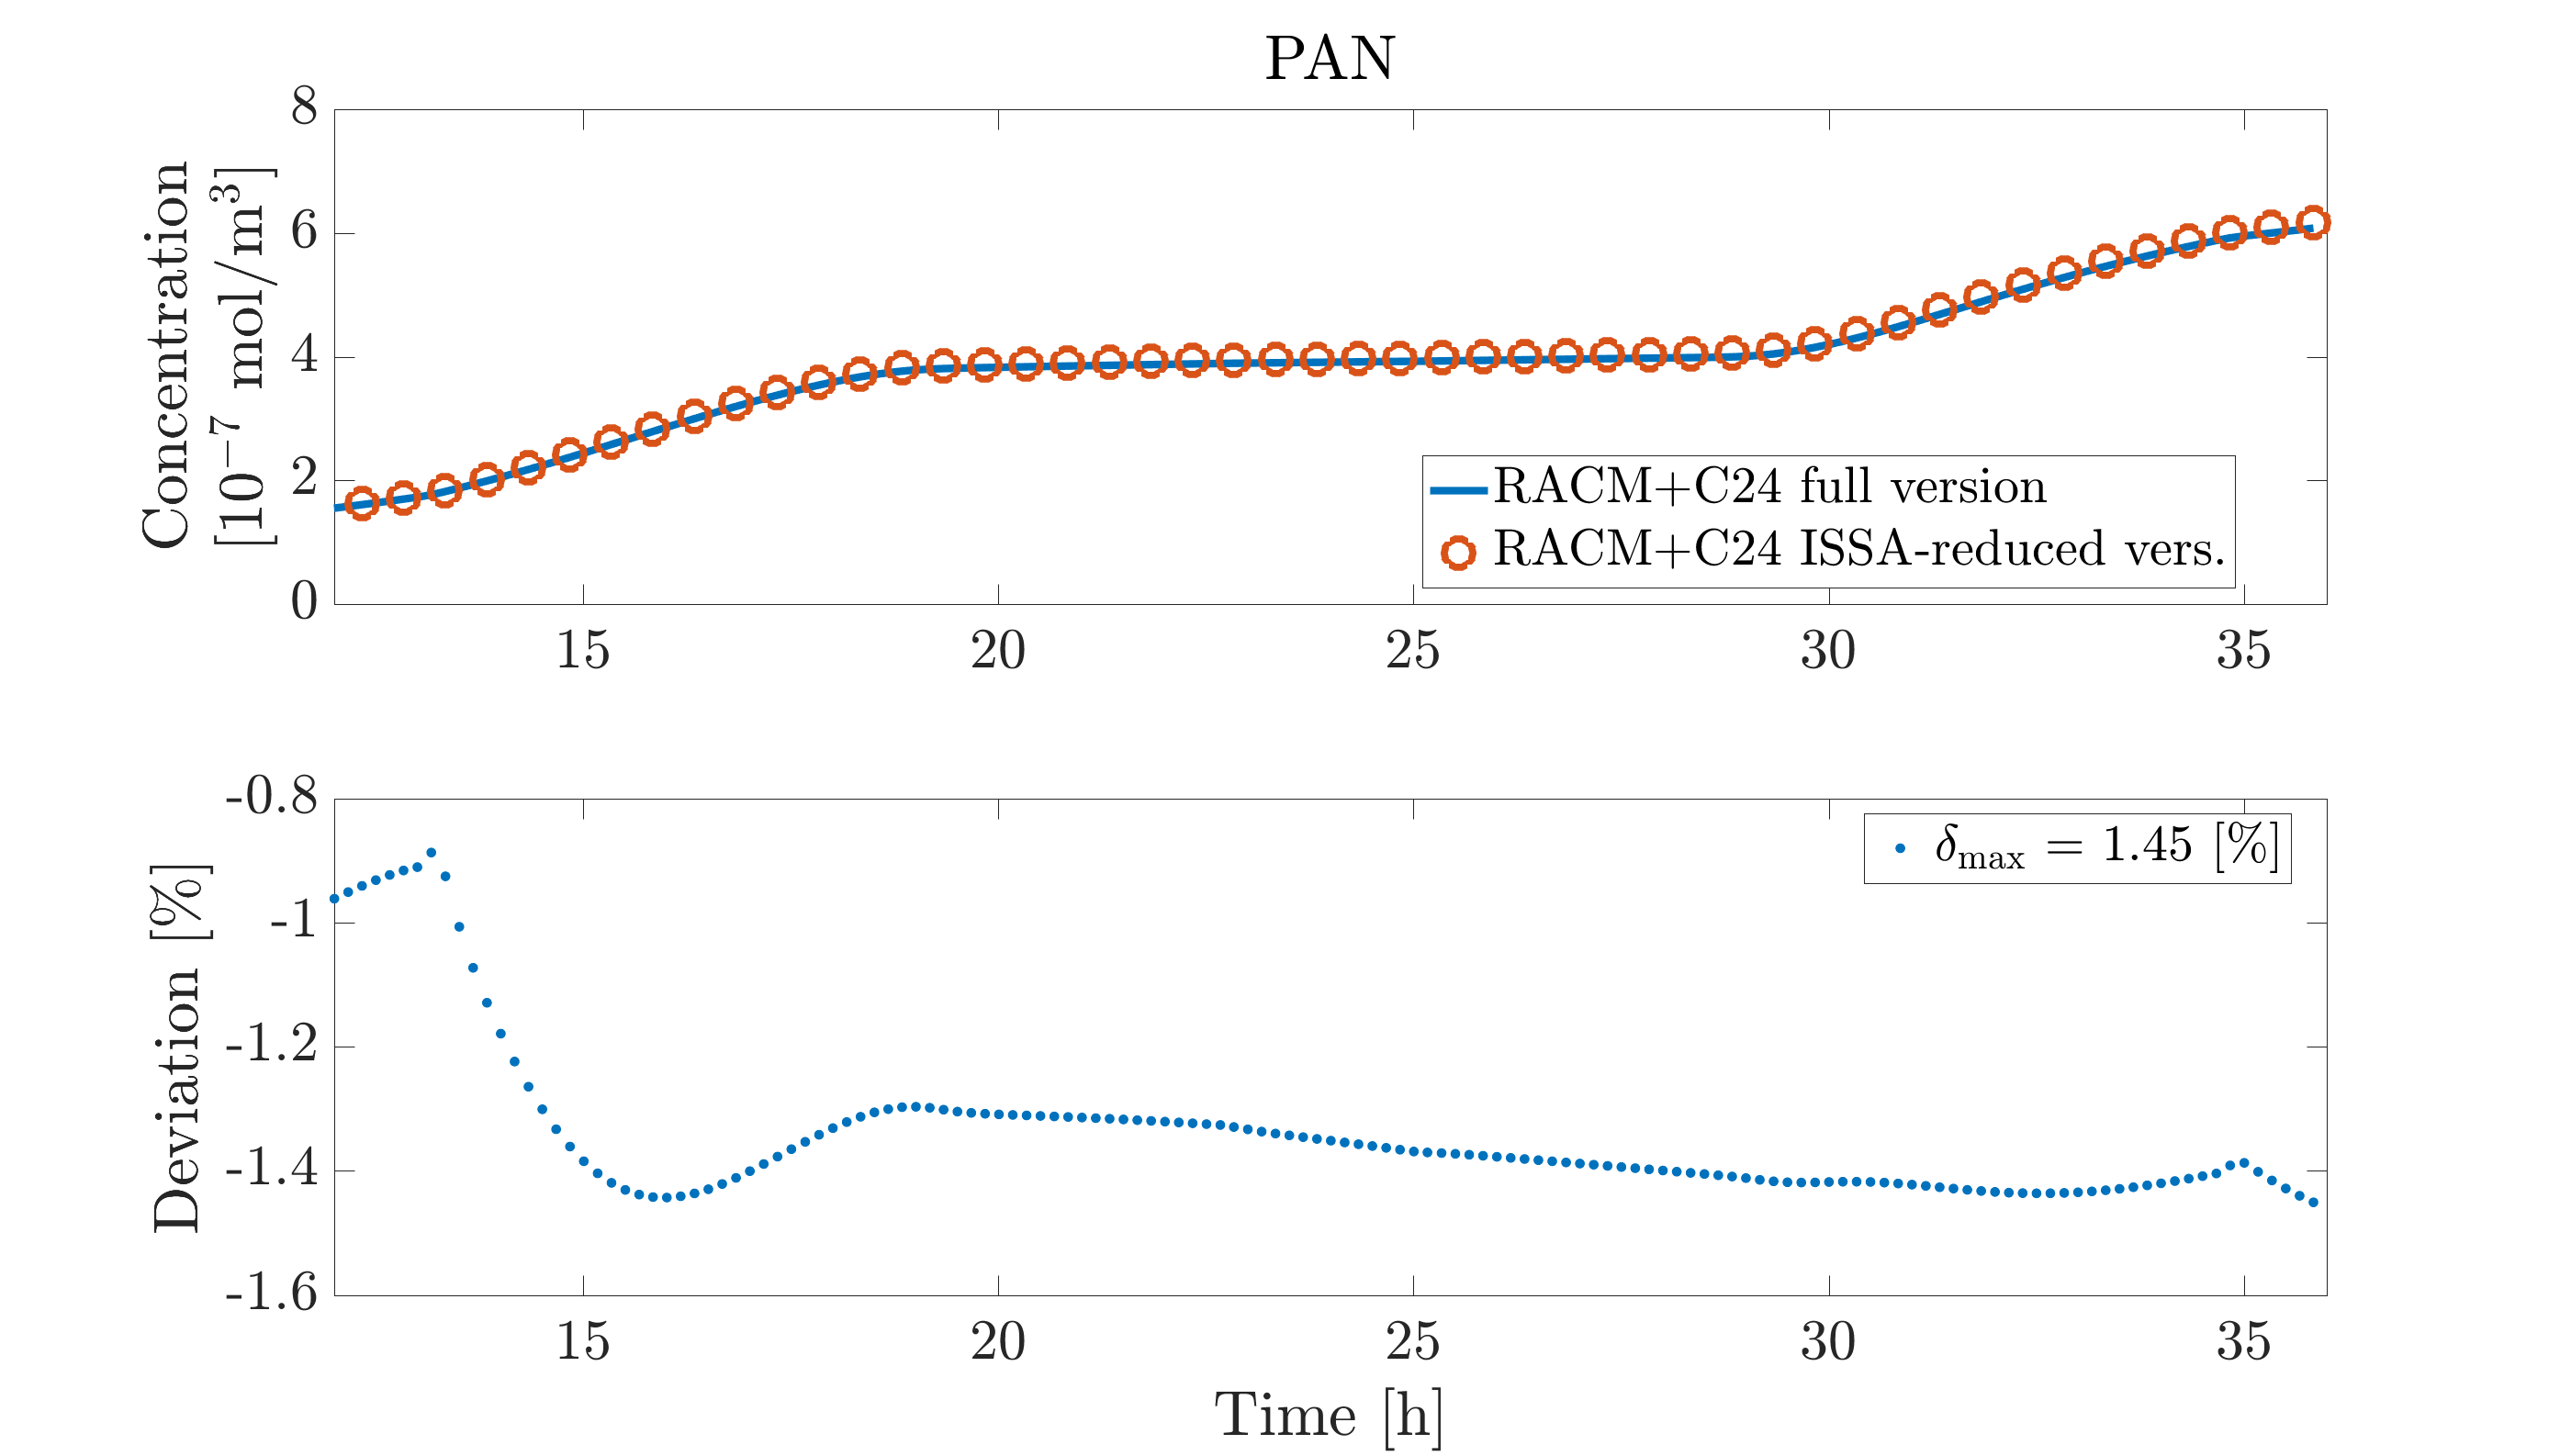 PAN
Concentration
[10⁻⁷ mol/m³]
8
6
4
2
0
RACM+C24 full version
RACM+C24 ISSA-reduced vers.
15 20 25 30 35
Deviation [%]
-0.8
-1
-1.2
-1.4
-1.6
δmax = 1.45 [%]
15 20 25 30 35
Time [h]